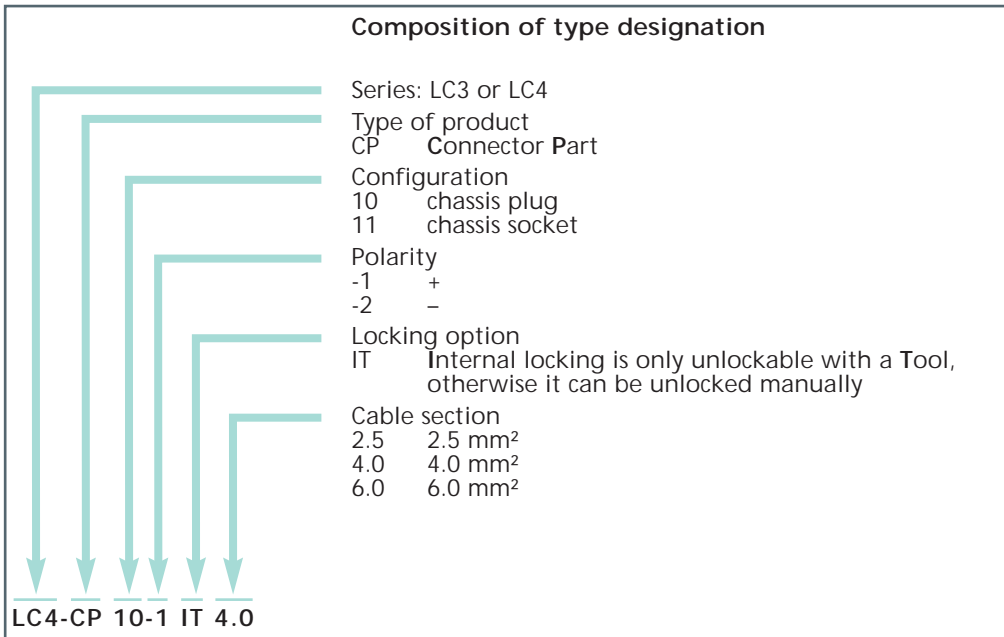 Composition of type designation
Series: LC3 or LC4
Type of product
CP Connector Part
Configuration
10 chassis plug
11 chassis socket
Polarity
-1 +
-2 –
Locking option
IT Internal locking is only unlockable with a Tool,
otherwise it can be unlocked manually
Cable section
2.5 2.5 mm²
4.0 4.0 mm²
6.0 6.0 mm²
LC4-CP 10-1 IT 4.0